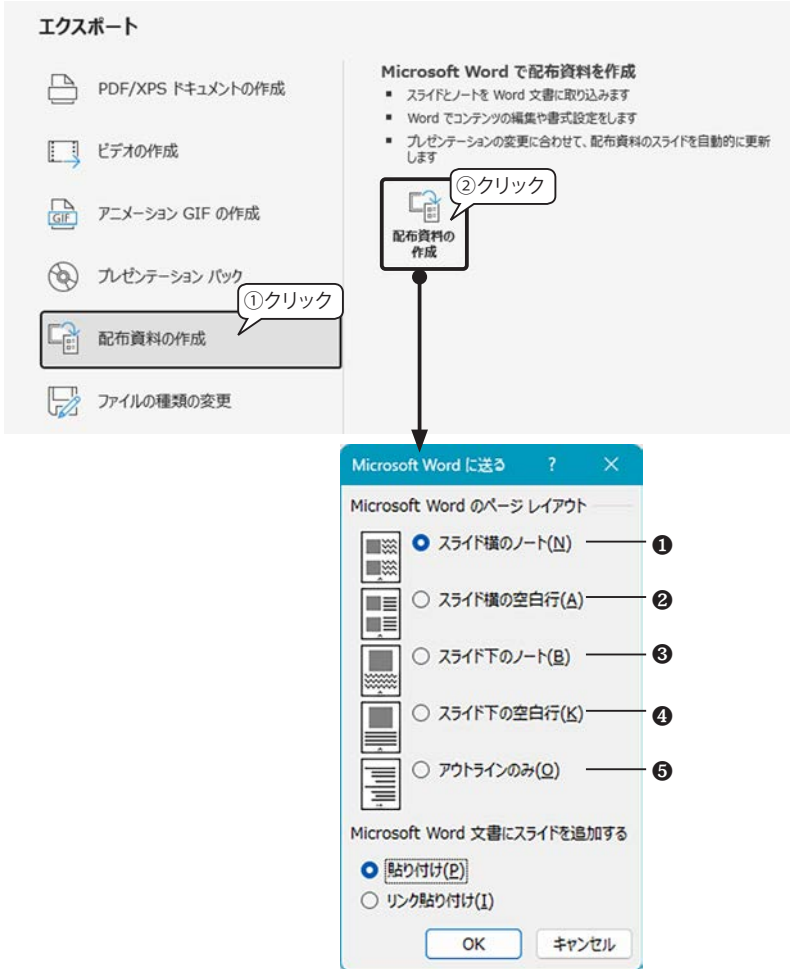 エクスポート
PDF/XPS ドキュメントの作成
ビデオの作成
GIF
アニメーション GIF の作成
プレゼンテーション パック
①クリック
配布資料の作成
ファイルの種類の変更
Microsoft Word で配布資料を作成
▪ スライドとノートを Word 文書に取り込みます
▪ Word でコンテンツの編集や書式設定をします
▪ プレゼンテーションの変更に合わせて、配布資料のスライドを自動的に更新
します
②クリック
配布資料の
作成
Microsoft Word に送る ? ×
Microsoft Word のページ レイアウト
スライド横のノート(N) ❶
スライド横の空白行(A) ❷
スライド下のノート(B) ❸
スライド下の空白行(K) ❹
アウトラインのみ(O) ❺
Microsoft Word 文書にスライドを追加する
貼り付け(P)
リンク貼り付け(I)
OK キャンセル